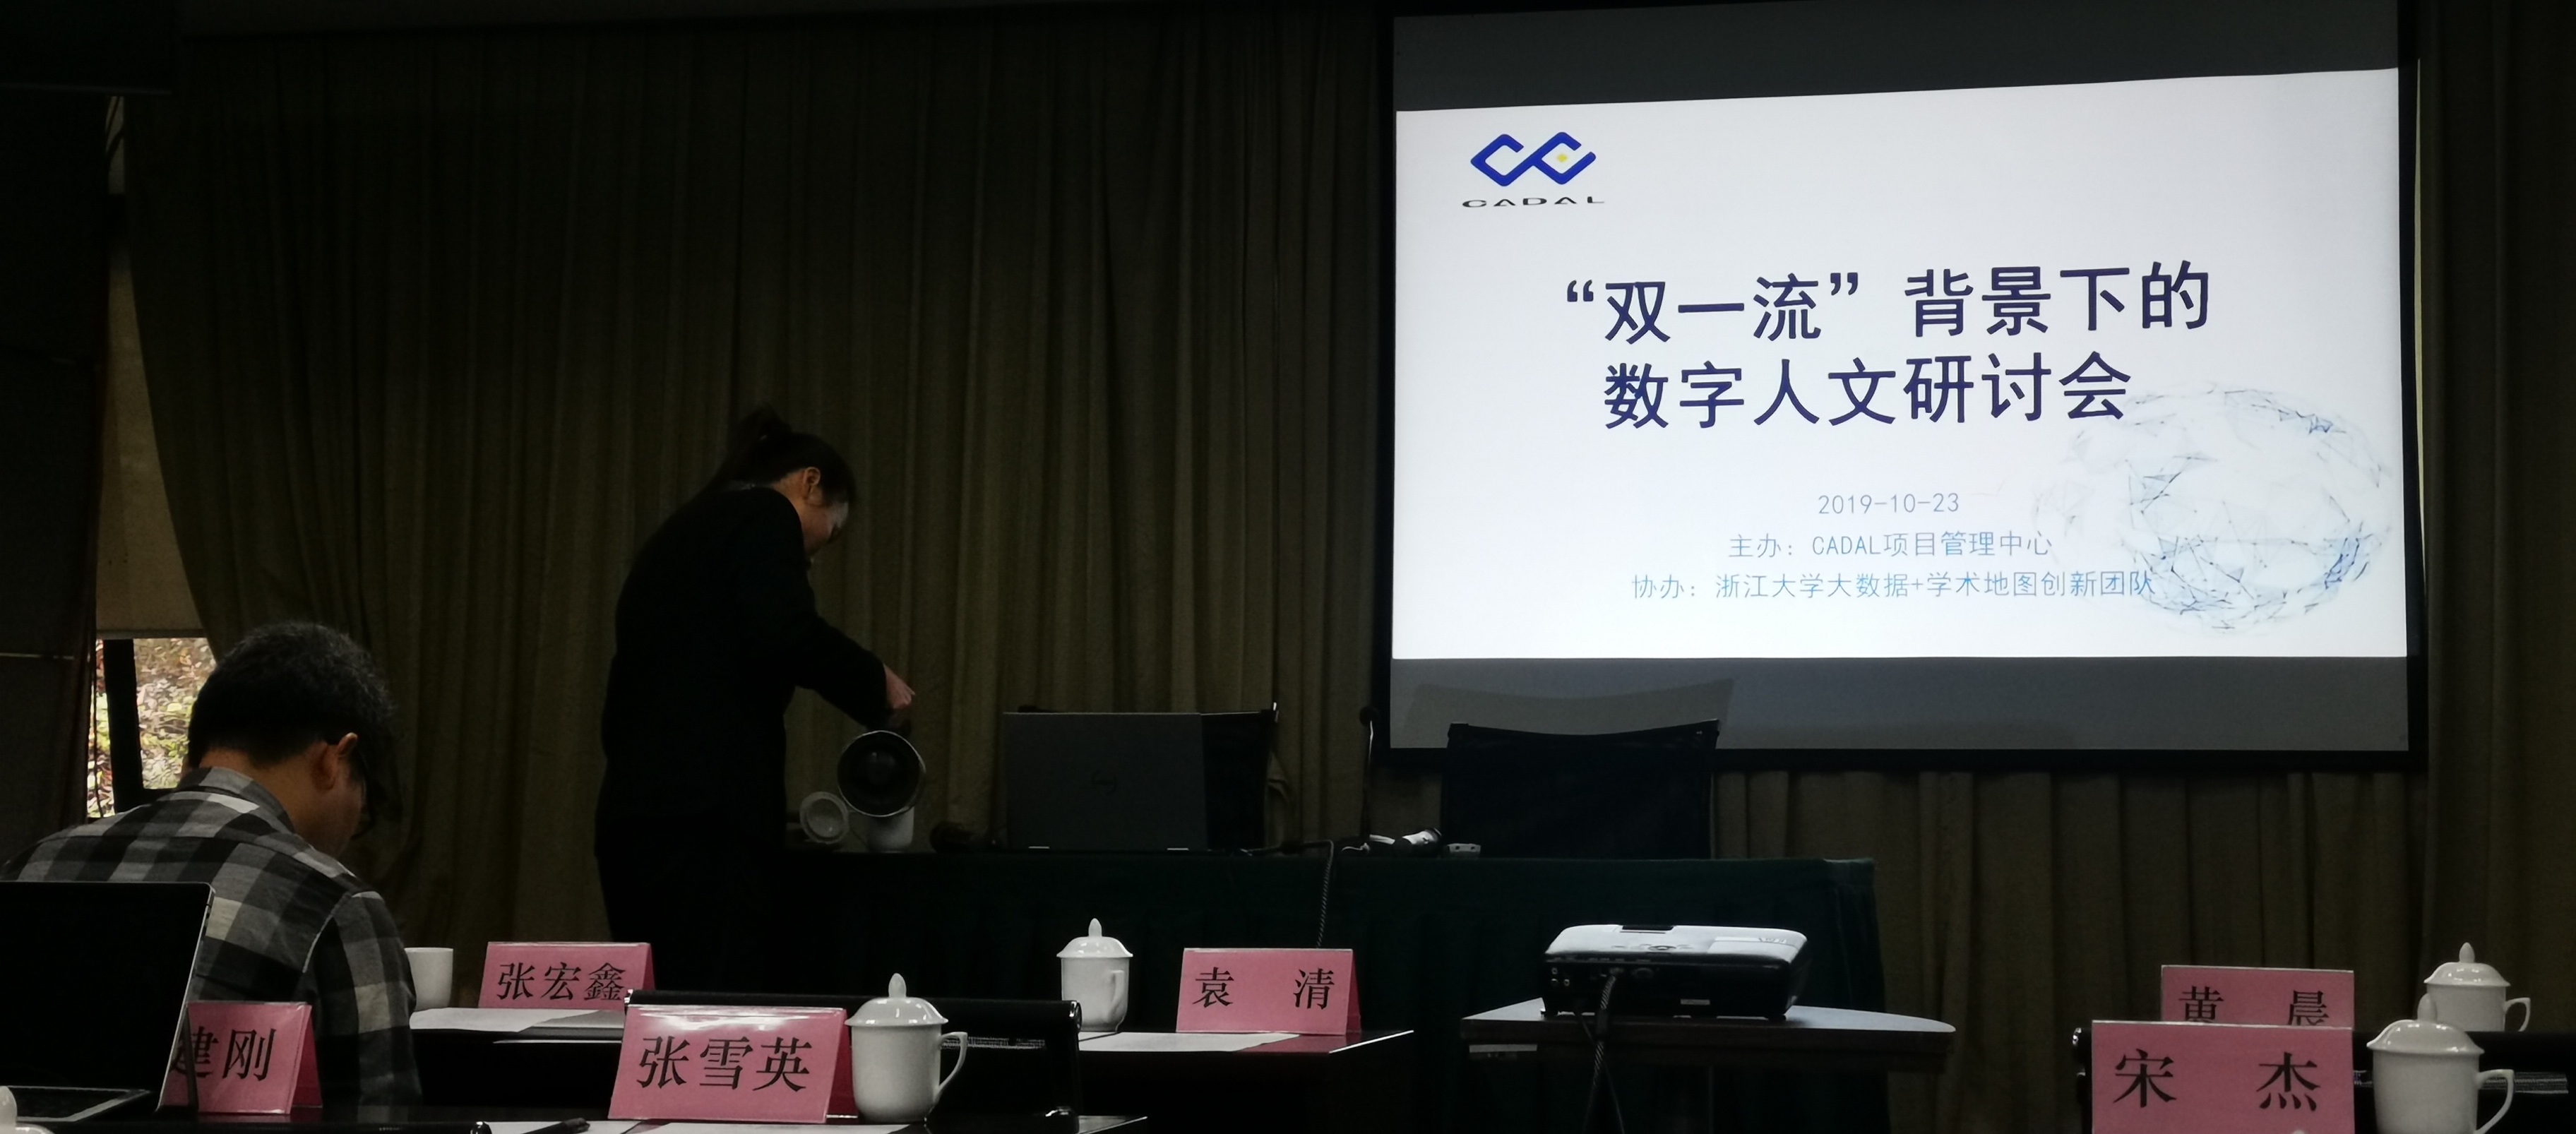 CADAL
“双一流”背景下的
数字人文研讨会
2019-10-23
主办：CADAL项目管理中心
协办：浙江大学大数据+学术地图创新团队
张宏鑫
袁 清
黄 晨
建刚
张雪英
宋 杰